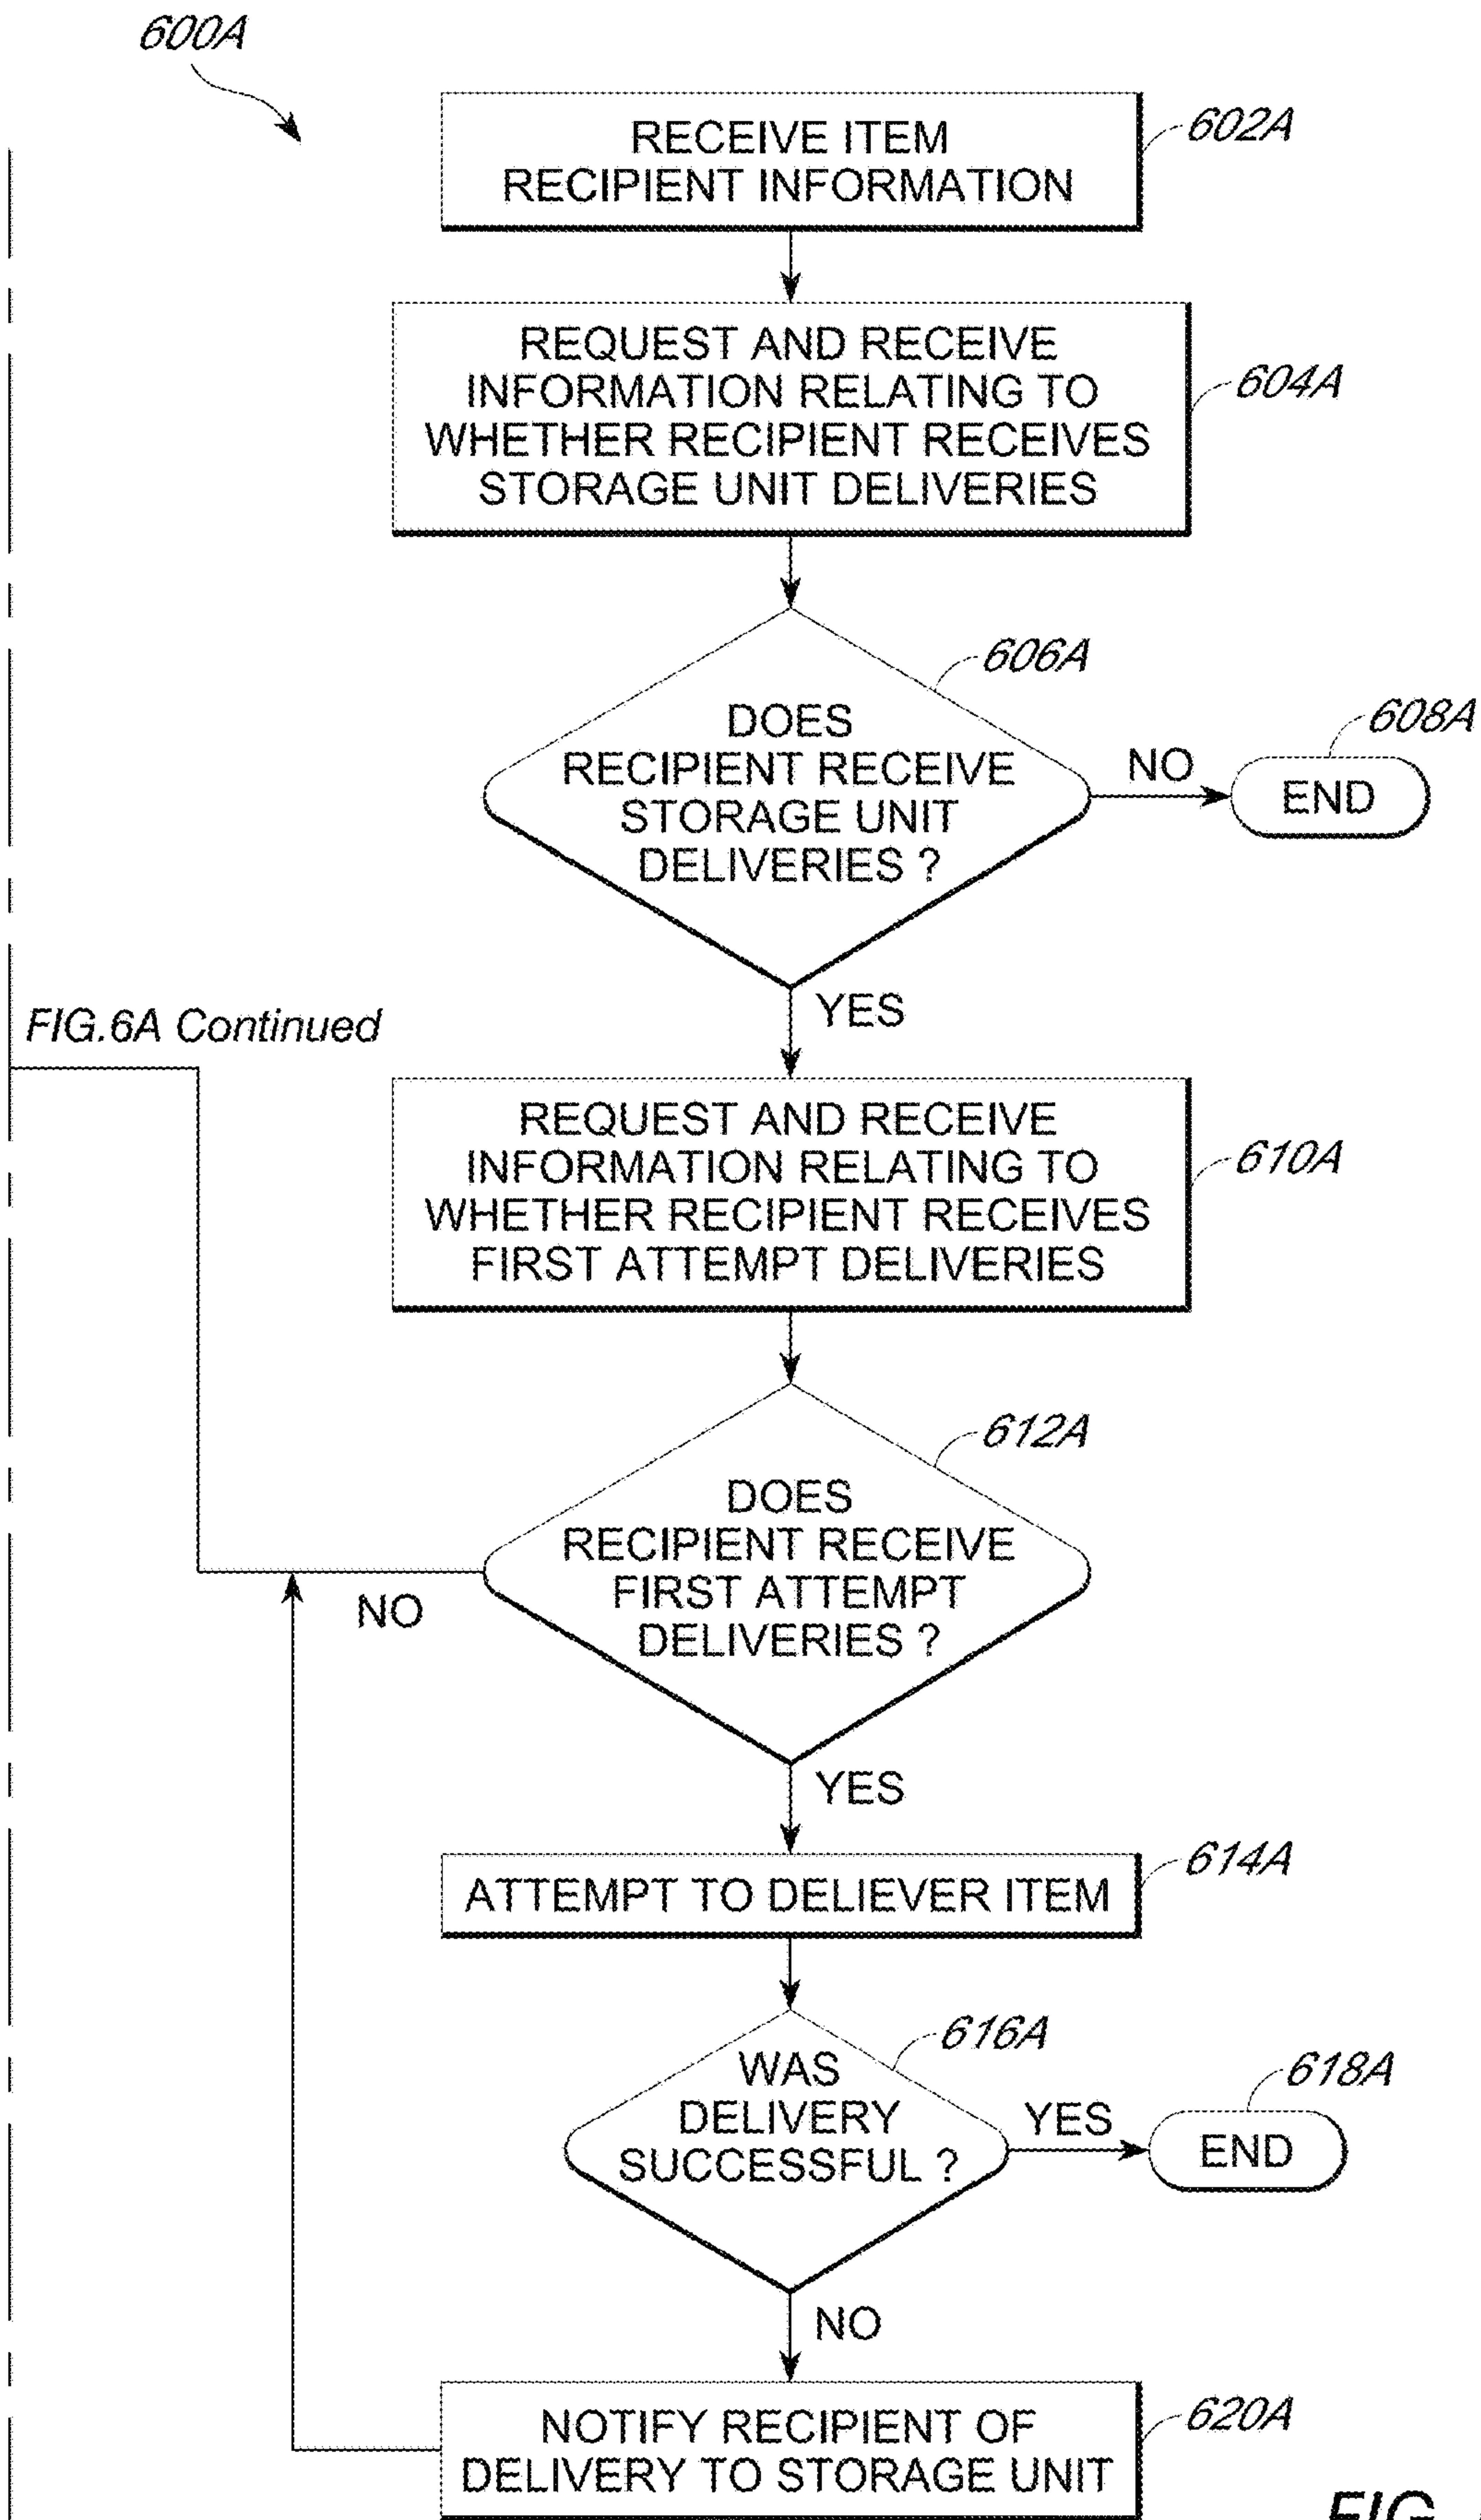 600A
RECEIVE ITEM
RECIPIENT INFORMATION
602A
REQUEST AND RECEIVE
INFORMATION RELATING TO
WHETHER RECIPIENT RECEIVES
STORAGE UNIT DELIVERIES
604A
606A
DOES
RECIPIENT RECEIVE
STORAGE UNIT
DELIVERIES ?
NO
608A
END
YES
FIG.6A Continued
REQUEST AND RECEIVE
INFORMATION RELATING TO
WHETHER RECIPIENT RECEIVES
FIRST ATTEMPT DELIVERIES
610A
612A
DOES
RECIPIENT RECEIVE
FIRST ATTEMPT
DELIVERIES ?
NO
YES
614A
ATTEMPT TO DELIEVER ITEM
616A
WAS
DELIVERY
SUCCESSFUL ?
YES
618A
END
NO
NOTIFY RECIPIENT OF
DELIVERY TO STORAGE UNIT
620A
FIG